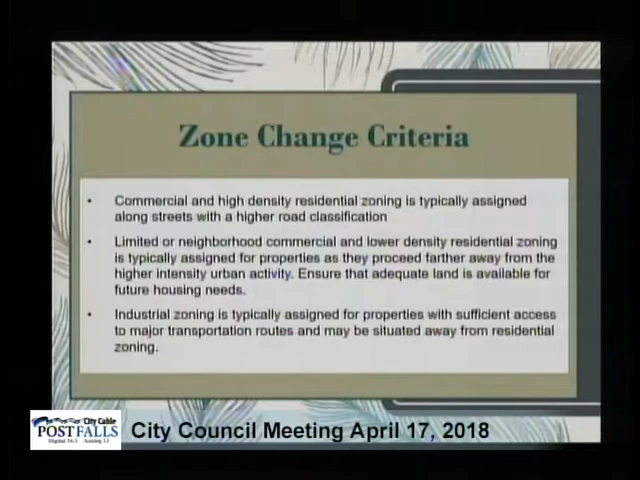 Zone Change Criteria
• Commercial and high density residential zoning is typically assigned
along streets with a higher road classification
• Limited or neighborhood commercial and lower density residential zoning
is typically assigned for properties as they proceed farther away from the
higher intensity urban activity. Ensure that adequate land is available for
future housing needs.
• Industrial zoning is typically assigned for properties with sufficient access
to major transportation routes and may be situated away from residential
zoning.
City Cable
POSTFALLS
City Council Meeting April 17, 2018